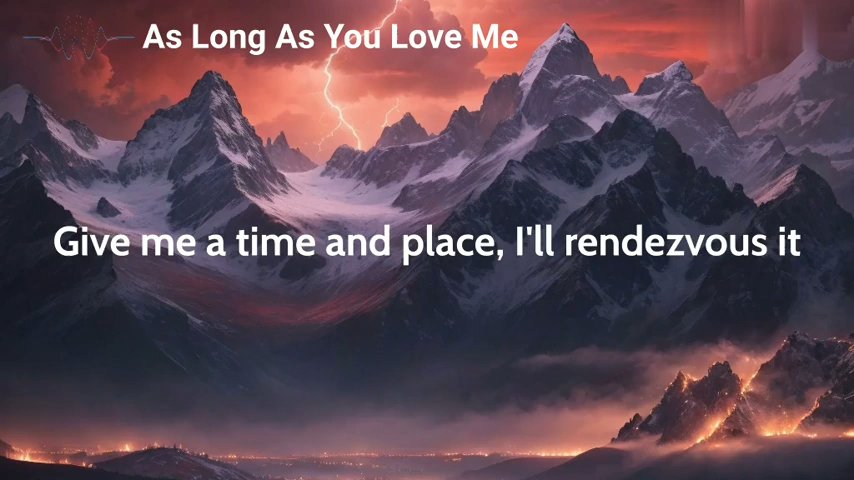 As Long As You Love Me
Give me a time and place, I'll rendezvous it